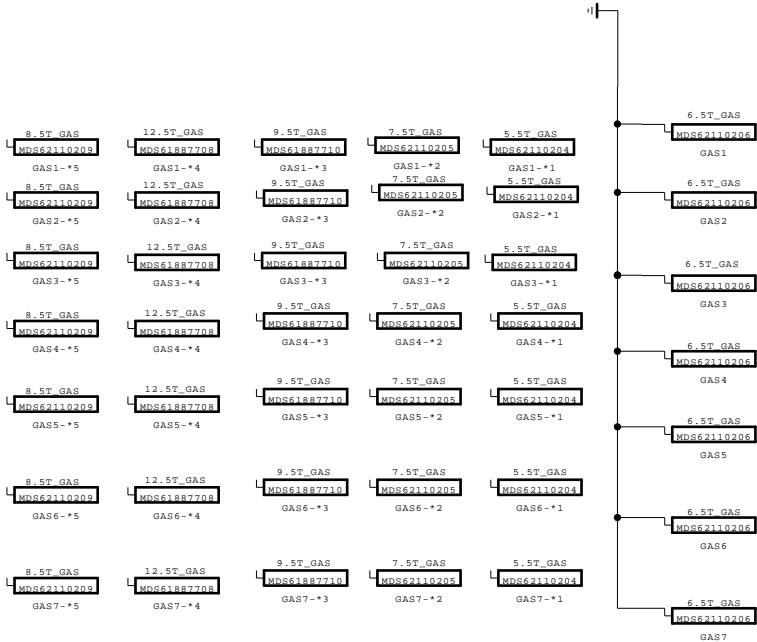 6.5T_GAS
MDS62110206
GAS1
8.5T_GAS 12.5T_GAS 9.5T_GAS 7.5T_GAS 5.5T_GAS
MDS62110209 MDS61887708 MDS61887710 MDS62110205 MDS62110204
GAS1-*5 GAS1-*4 GAS1-*3 GAS1-*2 GAS1-*1
8.5T_GAS 12.5T_GAS 9.5T_GAS 7.5T_GAS 5.5T_GAS 6.5T_GAS
MDS62110209 MDS61887708 MDS61887710 MDS62110205 MDS62110204 MDS62110206
GAS2-*5 GAS2-*4 GAS2-*3 GAS2-*2 GAS2-*1 GAS2
8.5T_GAS 12.5T_GAS 9.5T_GAS 7.5T_GAS 5.5T_GAS 6.5T_GAS
MDS62110209 MDS61887708 MDS61887710 MDS62110205 MDS62110204 MDS62110206
GAS3-*5 GAS3-*4 GAS3-*3 GAS3-*2 GAS3-*1 GAS3
8.5T_GAS 12.5T_GAS 9.5T_GAS 7.5T_GAS 5.5T_GAS 6.5T_GAS
MDS62110209 MDS61887708 MDS61887710 MDS62110205 MDS62110204 MDS62110206
GAS4-*5 GAS4-*4 GAS4-*3 GAS4-*2 GAS4-*1 GAS4
8.5T_GAS 12.5T_GAS 9.5T_GAS 7.5T_GAS 5.5T_GAS 6.5T_GAS
MDS62110209 MDS61887708 MDS61887710 MDS62110205 MDS62110204 MDS62110206
GAS5-*5 GAS5-*4 GAS5-*3 GAS5-*2 GAS5-*1 GAS5
8.5T_GAS 12.5T_GAS 9.5T_GAS 7.5T_GAS 5.5T_GAS 6.5T_GAS
MDS62110209 MDS61887708 MDS61887710 MDS62110205 MDS62110204 MDS62110206
GAS6-*5 GAS6-*4 GAS6-*3 GAS6-*2 GAS6-*1 GAS6
8.5T_GAS 12.5T_GAS 9.5T_GAS 7.5T_GAS 5.5T_GAS 6.5T_GAS
MDS62110209 MDS61887708 MDS61887710 MDS62110205 MDS62110204 MDS62110206
GAS7-*5 GAS7-*4 GAS7-*3 GAS7-*2 GAS7-*1 GAS7